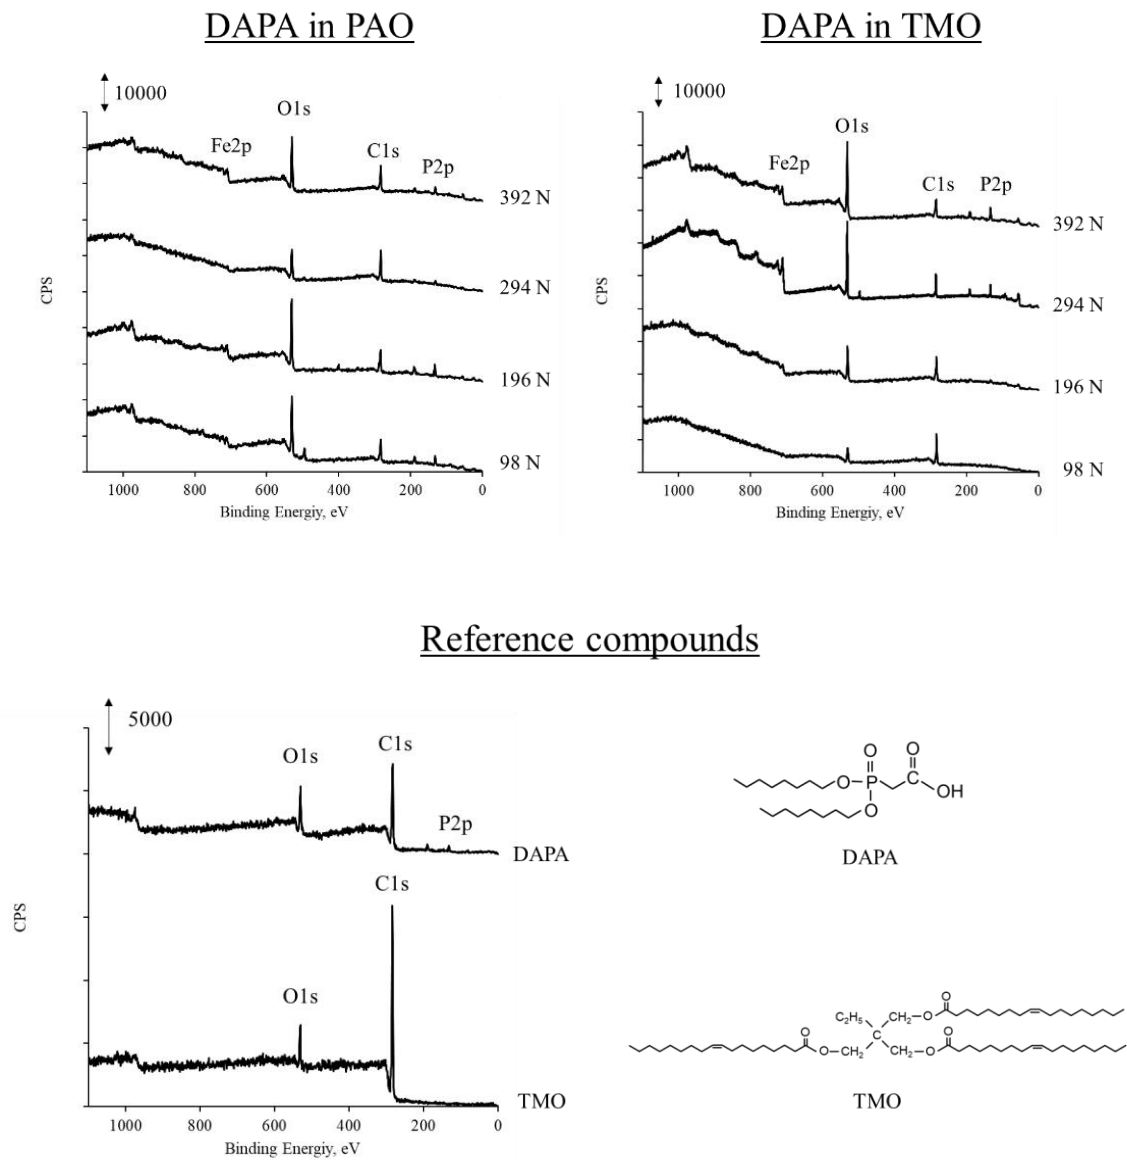 DAPA in PAO
10000
O1s
Fe2p
C1s
P2p
392 N
294 N
196 N
98 N
CPS
1000 800 600 400 200 0
Binding Energiy, eV
DAPA in TMO
10000
O1s
Fe2p
C1s
P2p
392 N
294 N
196 N
98 N
CPS
1000 800 600 400 200 0
Binding Energiy, eV
Reference compounds
5000
O1s
C1s
P2p
DAPA
C1s
O1s
TMO
CPS
1000 800 600 400 200 0
Binding Energiy, eV
O O
O P C
OH
O
DAPA
O
C₂H₅ CH₂ O
O C O
O CH₂ CH₂ O
TMO